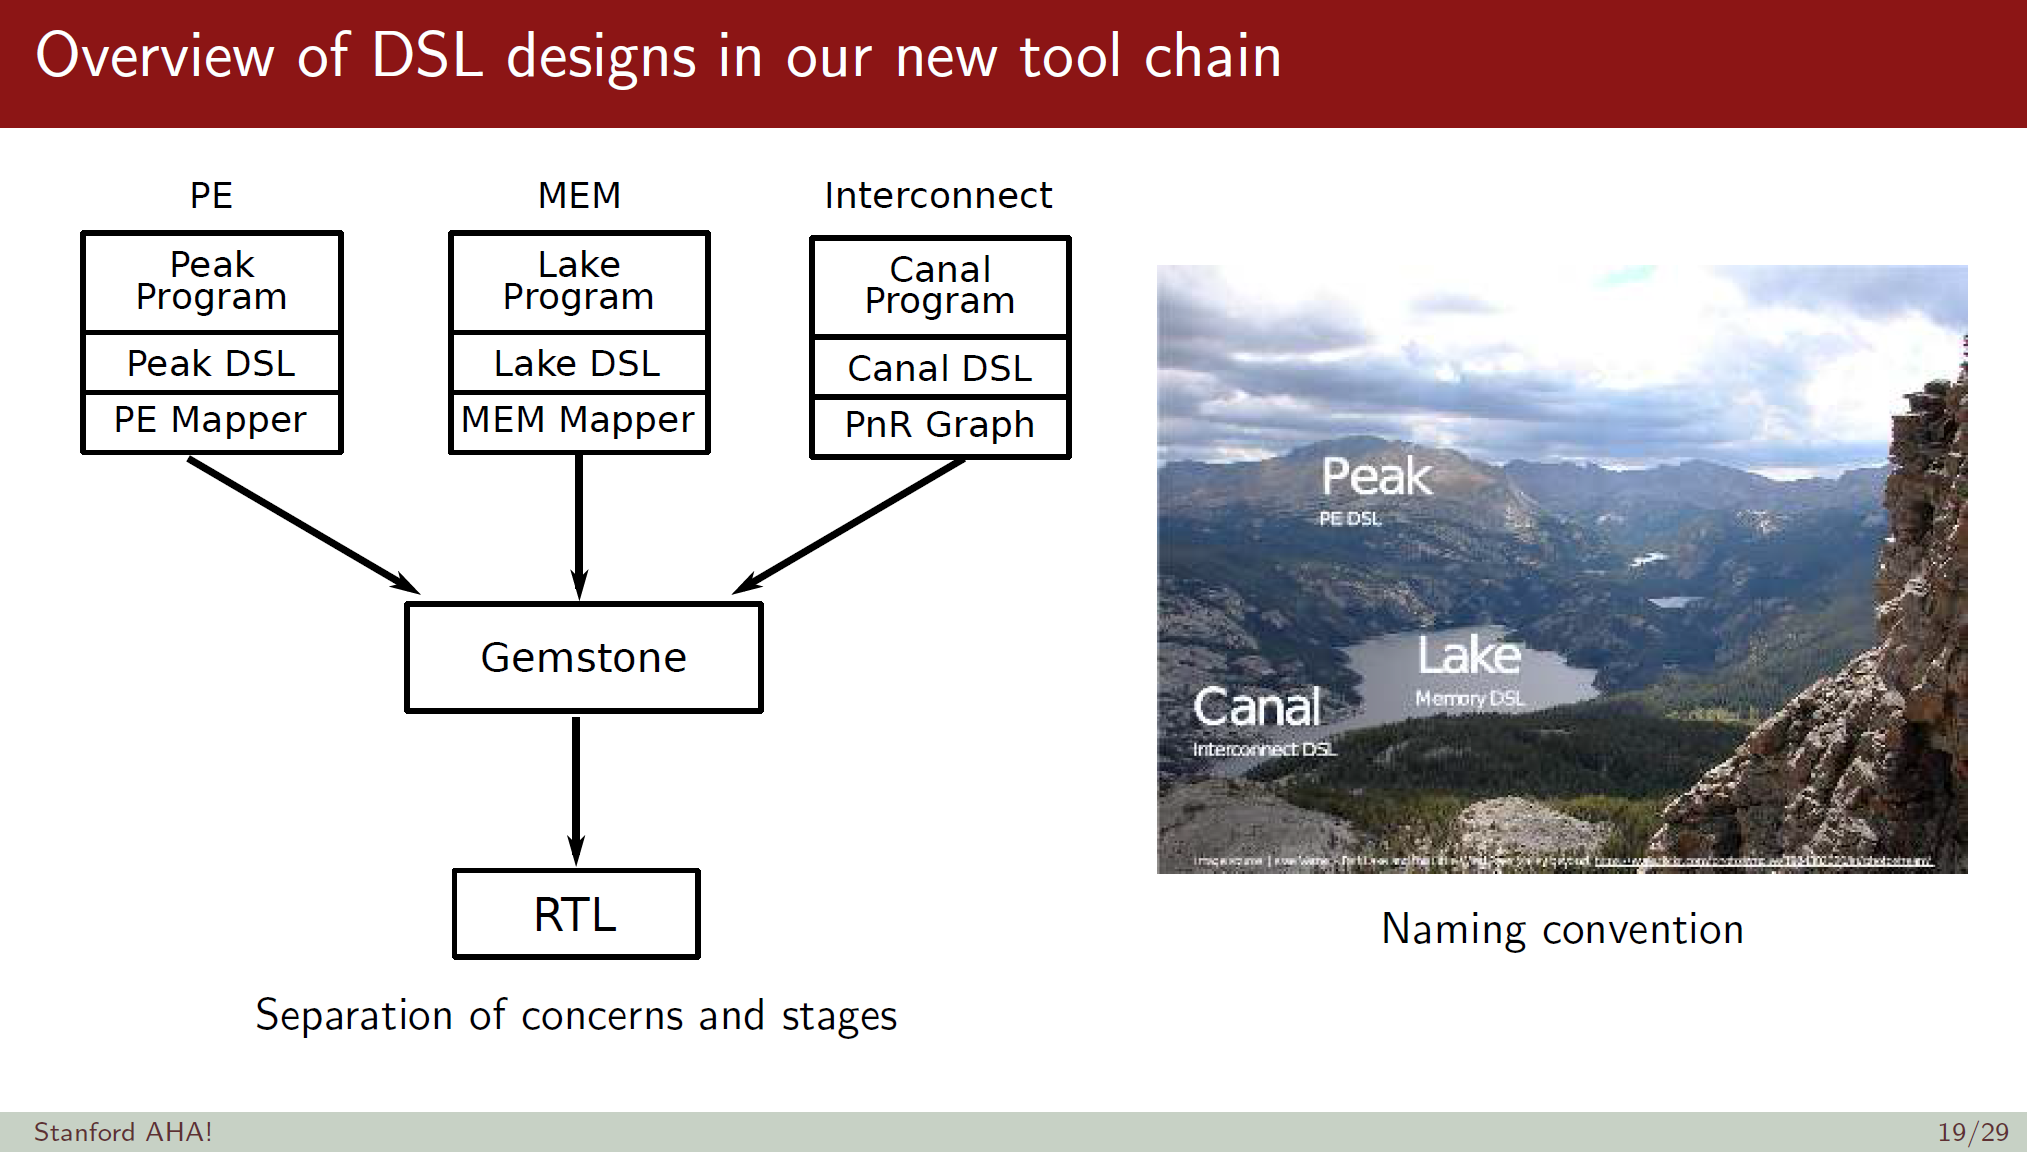 Overview of DSL designs in our new tool chain
PE
Peak
Program
Peak DSL
PE Mapper
MEM
Lake
Program
Lake DSL
MEM Mapper
Interconnect
Canal
Program
Canal DSL
PnR Graph
Gemstone
RTL
Separation of concerns and stages
Peak
PE DSL
Lake
Memory DSL
Canal
Interconnect DSL
Naming convention
Stanford AHA!
19/29